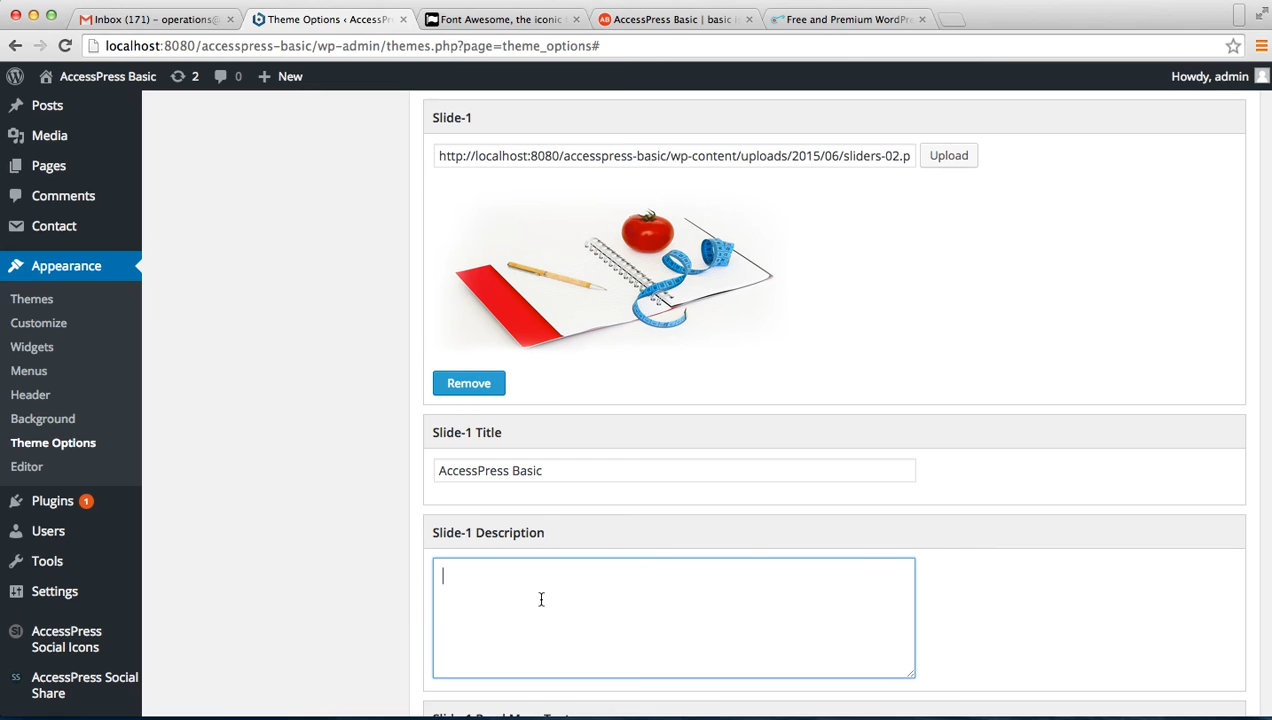 Inbox (171) – operations@
Theme Options ‹ AccessPr
Font Awesome, the iconic
AccessPress Basic | basic i
Free and Premium WordPr
localhost:8080/accesspress-basic/wp-admin/themes.php?page=theme_options#
AccessPress Basic 2 0 New Howdy, admin
Posts
Media
Pages
Comments
Contact
Appearance
Themes
Customize
Widgets
Menus
Header
Background
Theme Options
Editor
Plugins 1
Users
Tools
Settings
AccessPress
Social Icons
AccessPress Social
Share
Slide-1
http://localhost:8080/accesspress-basic/wp-content/uploads/2015/06/sliders-02.p Upload
Remove
Slide-1 Title
AccessPress Basic
Slide-1 Description